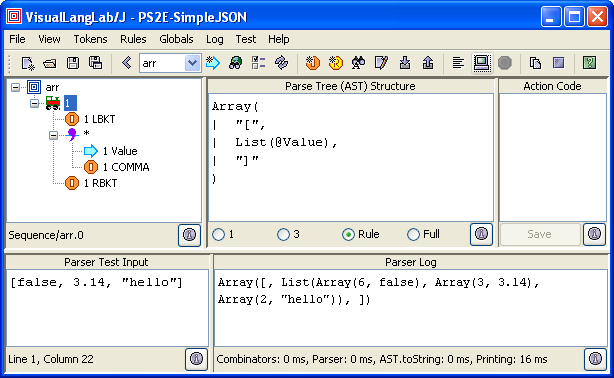 VisualLangLab/J - PS2E-SimpleJSON
File View Tokens Rules Globals Log Test Help
arr
arr
1
1 LBKT
*
1 Value
1 COMMA
1 RBKT
Sequence/arr.0
Parse Tree (AST) Structure
Array(
| "[",
| List(@Value),
| "]"
)
1 3 Rule Full
Action Code
Save
Parser Test Input
[false, 3.14, "hello"]
Line 1, Column 22
Parser Log
Array([, List(Array(6, false), Array(3, 3.14),
Array(2, "hello")), ])
Combinators: 0 ms, Parser: 0 ms, AST.toString: 0 ms, Printing: 16 ms